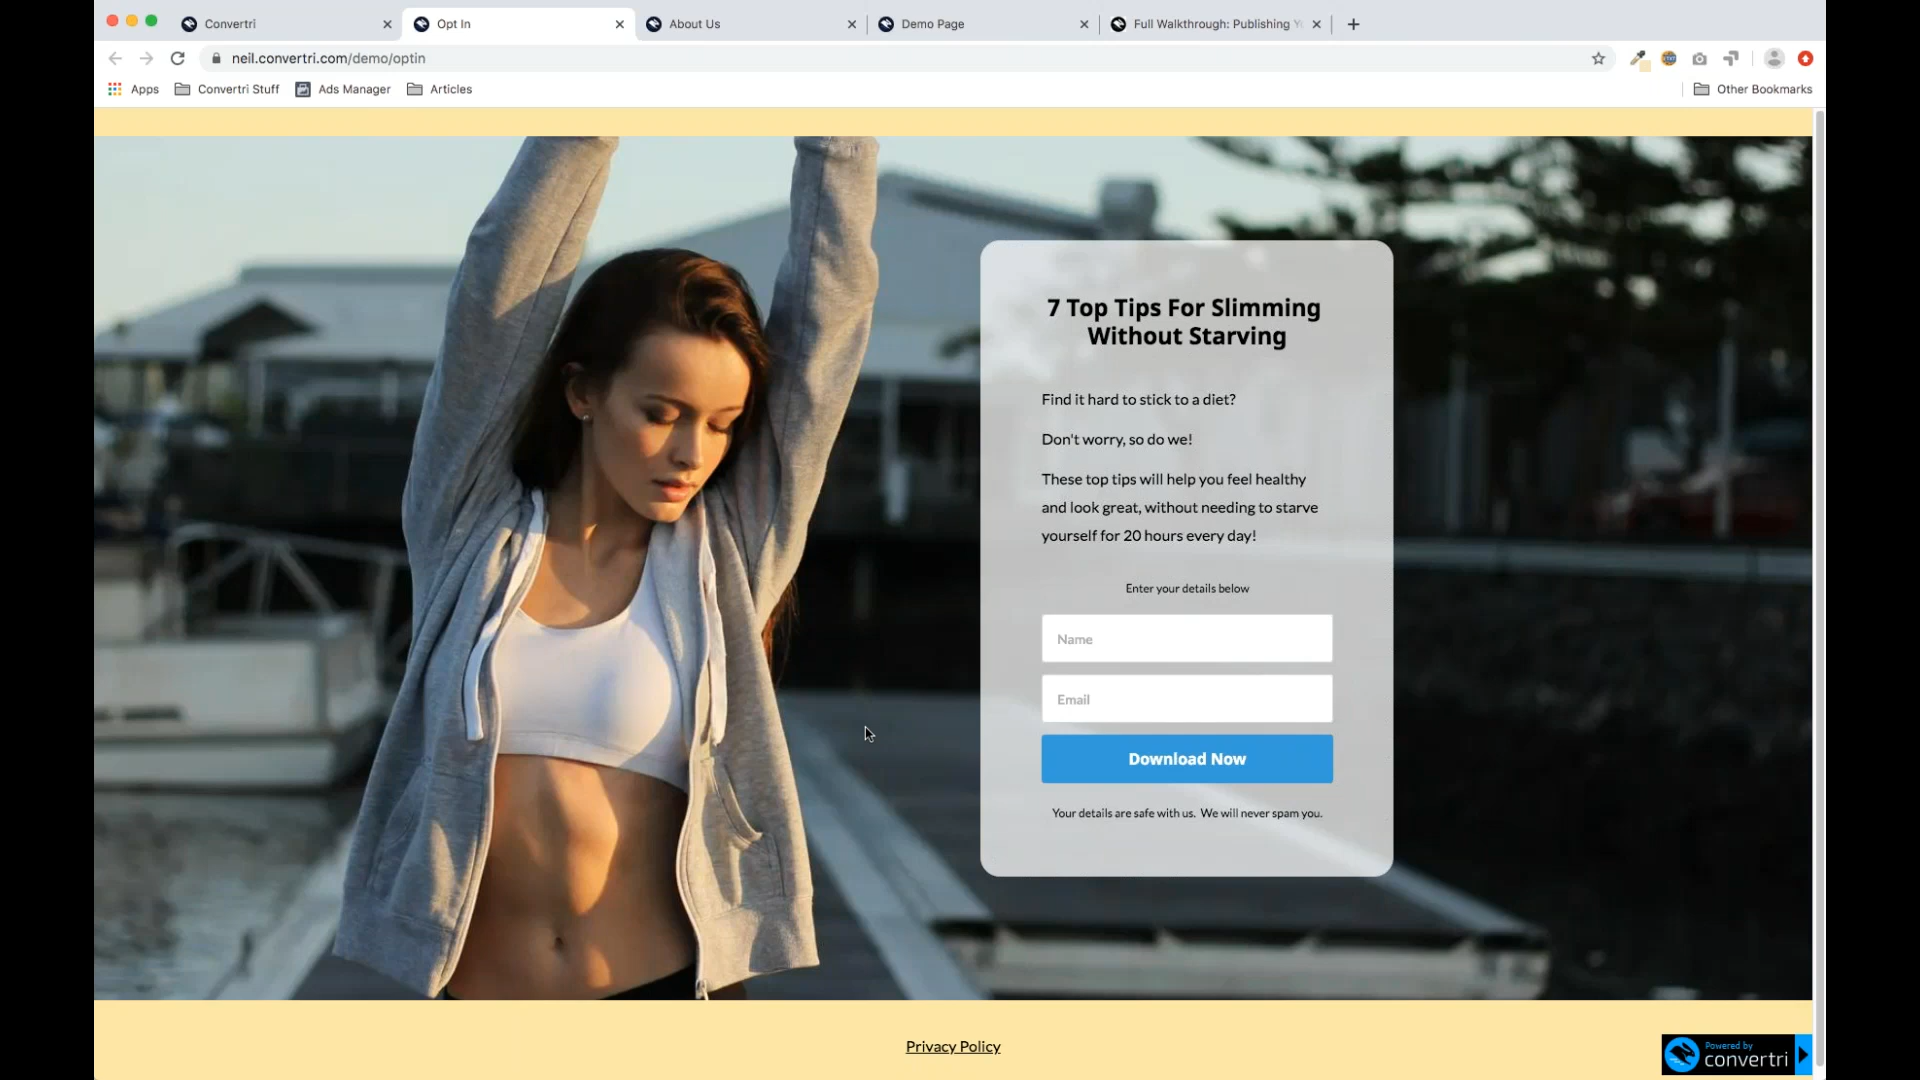 Convertri
Opt In
About Us
Demo Page
Full Walkthrough: Publishing
neil.convertri.com/demo/optin
Apps
Convertri Stuff
Ads Manager
Articles
Other Bookmarks
7 Top Tips For Slimming
Without Starving
Find it hard to stick to a diet?
Don't worry, so do we!
These top tips will help you feel healthy
and look great, without needing to starve
yourself for 20 hours every day!
Enter your details below
Name
Email
Download Now
Your details are safe with us. We will never spam you.
Privacy Policy
Powered by
convertri